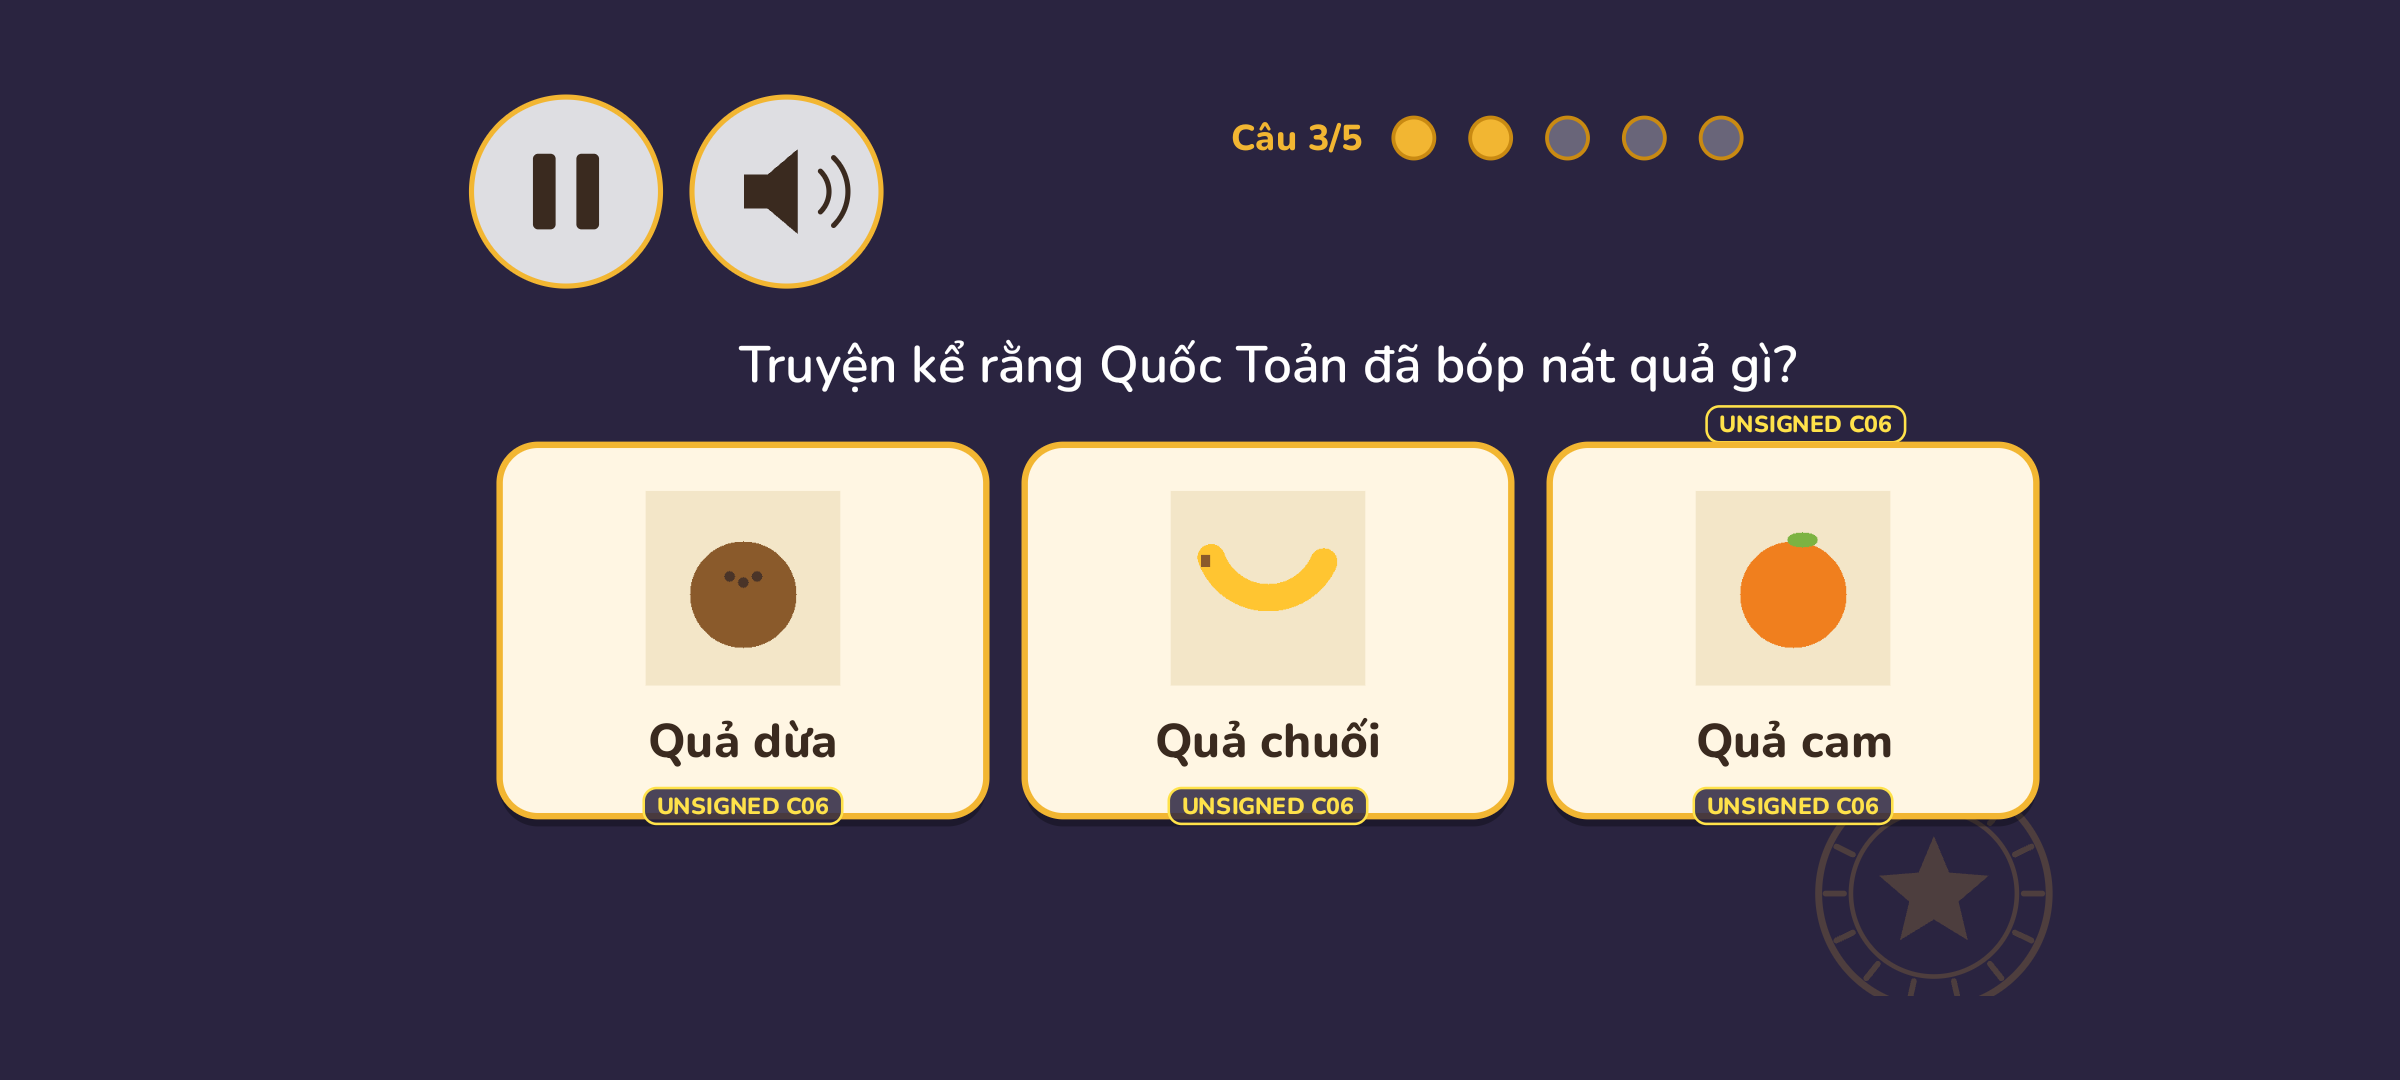 Câu 3/5
Truyện kể rằng Quốc Toản đã bóp nát quả gì?
UNSIGNED C06
Quả dừa
Quả chuối
Quả cam
UNSIGNED C06
UNSIGNED C06
UNSIGNED C06